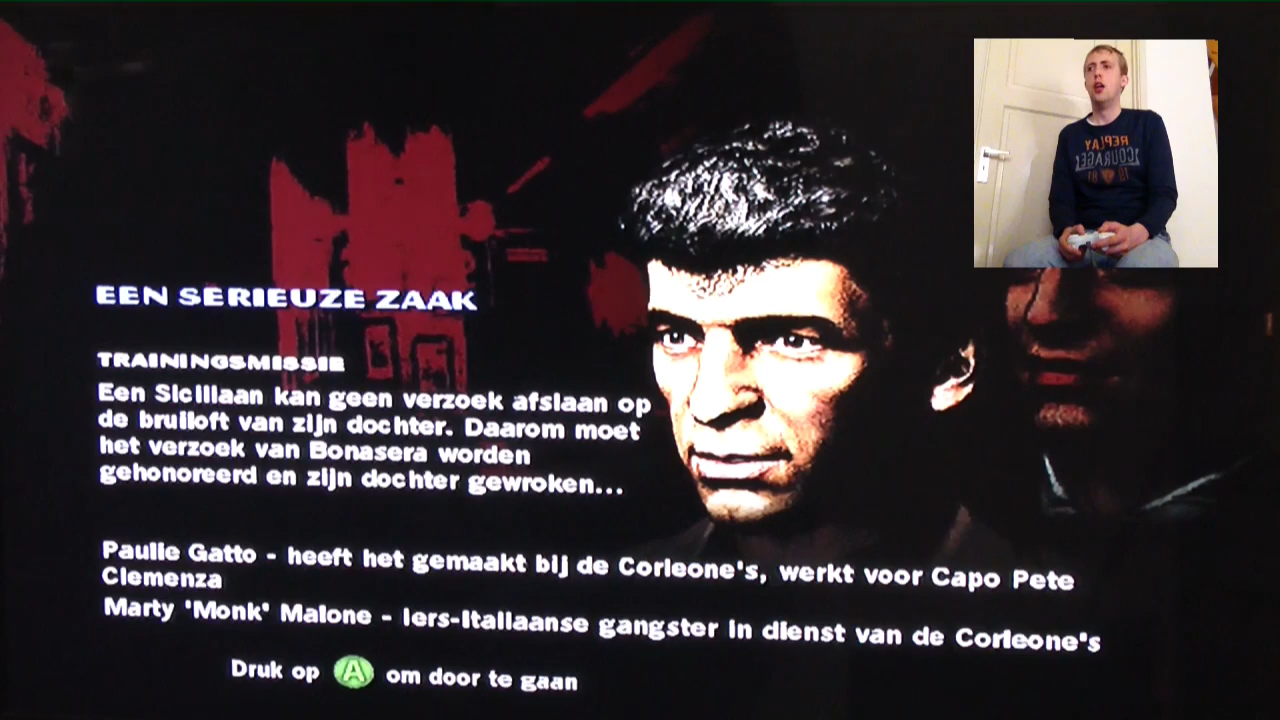 EEN SERIEUZE ZAAK
TRAININGSMISSIE
Een Siciliaan kan geen verzoek afslaan op
de bruiloft van zijn dochter. Daarom moet
het verzoek van Bonasera worden
gehonoreerd en zijn dochter gewroken...
Paulie Gatto - heeft het gemaakt bij de Corleone's, werkt voor Capo Pete
Clemenza
Marty 'Monk' Malone - Iers-Italiaanse gangster in dienst van de Corleone's
Druk op A om door te gaan
REPLAY
COURAGE